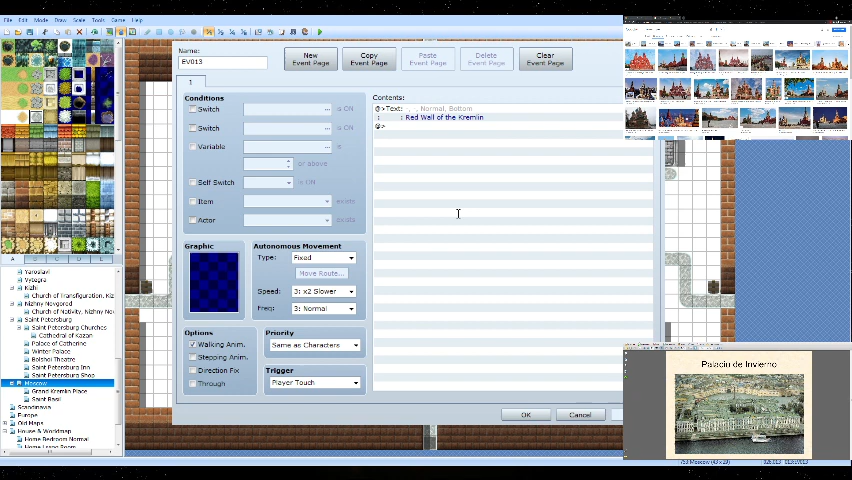 File Edit Mode Draw Scale Tools Game Help
Name:
EV013
New Event Page
Copy Event Page
Paste Event Page
Delete Event Page
Clear Event Page
1
Conditions
Switch ... is ON
Switch ... is ON
Variable ... is
or above
Self Switch is ON
Item exists
Actor exists
Graphic
Autonomous Movement
Type: Fixed
Move Route...
Speed: 3: x2 Slower
Freq: 3: Normal
Options
Walking Anim.
Stepping Anim.
Direction Fix
Through
Priority
Same as Characters
Trigger
Player Touch
Contents:
@>Text: -, -, Normal, Bottom
: : Red Wall of the Kremlin
@>
OK
Cancel
A B C D E
Yaroslavl
Vytegra
Kizhi
Church of Transfiguration, Kiz
Nizhny Novgorod
Church of Nativity, Nizhny Nov
Saint Petersburg
Saint Petersburg Churches
Cathedral of Kazan
Palace of Catherine
Winter Palace
Bolshoi Theatre
Saint Petersburg Inn
Saint Petersburg Shop
Moscow
Grand Kremlin Place
Saint Basil
Scandinavia
Europe
Old Maps
House & Worldmap
Home Bedroom Normal
Palaciu de Invierno